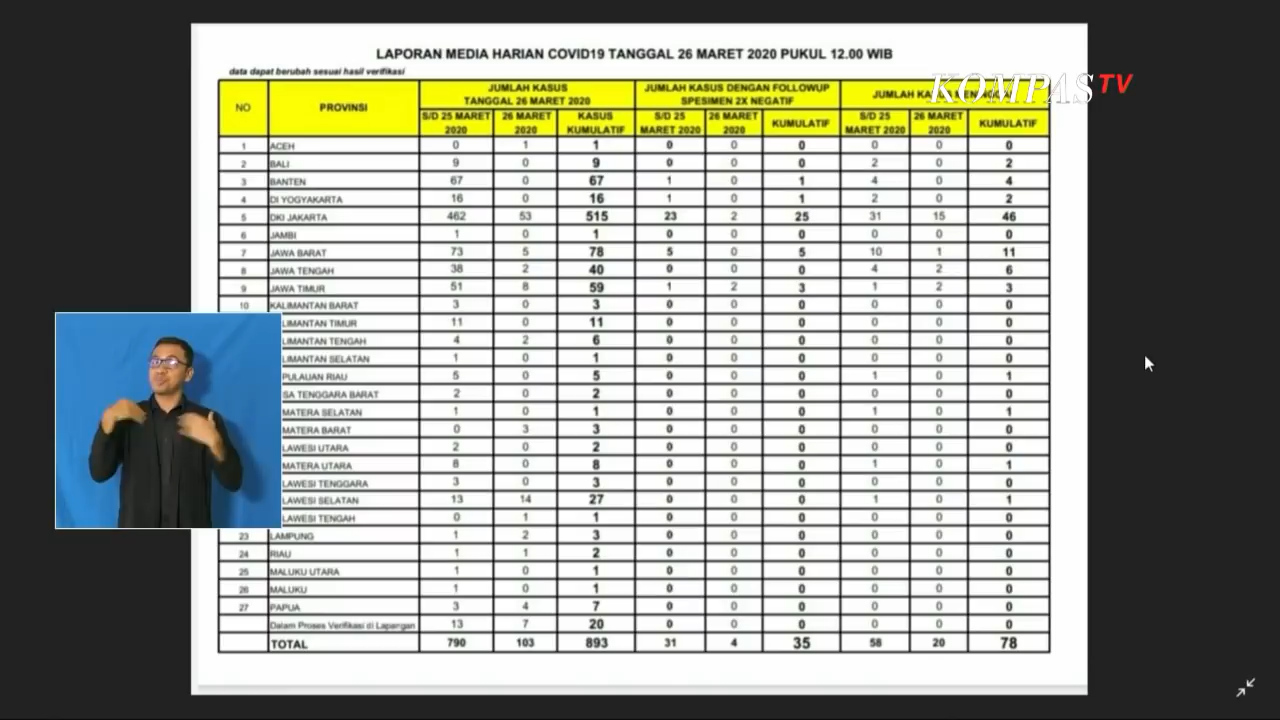 LAPORAN MEDIA HARIAN COVID19 TANGGAL 26 MARET 2020 PUKUL 12.00 WIB
data dapat berubah sesuai hasil verifikasi
KOMPAS TV
NO PROVINSI JUMLAH KASUS TANGGAL 26 MARET 2020 JUMLAH KASUS DENGAN FOLLOWUP SPESIMEN 2X NEGATIF JUMLAH
S/D 25 MARET 2020 26 MARET 2020 KASUS KUMULATIF S/D 25 MARET 2020 26 MARET 2020 KUMULATIF S/D 25 MARET 2020 26 MARET 2020 KUMULATIF
1 ACEH 0 1 1 0 0 0 0 0 0
2 BALI 9 0 9 0 0 0 2 0 2
3 BANTEN 67 0 67 1 0 1 4 0 4
4 DI YOGYAKARTA 16 0 16 1 0 1 2 0 2
5 DKI JAKARTA 462 53 515 23 2 25 31 15 46
6 JAMBI 1 0 1 0 0 0 0 0 0
7 JAWA BARAT 73 5 78 5 0 5 10 1 11
8 JAWA TENGAH 38 2 40 0 0 0 4 2 6
9 JAWA TIMUR 51 8 59 1 2 3 1 2 3
10 KALIMANTAN BARAT 3 0 3 0 0 0 0 0 0
LIMANTAN TIMUR 11 0 11 0 0 0 0 0 0
LIMANTAN TENGAH 4 2 6 0 0 0 0 0 0
LIMANTAN SELATAN 1 0 1 0 0 0 0 0 0
PULAUAN RIAU 5 0 5 0 0 0 1 0 1
SA TENGGARA BARAT 2 0 2 0 0 0 0 0 0
MATERA SELATAN 1 0 1 0 0 0 1 0 1
MATERA BARAT 0 3 3 0 0 0 0 0 0
LAWESI UTARA 2 0 2 0 0 0 0 0 0
MATERA UTARA 8 0 8 0 0 0 1 0 1
LAWESI TENGGARA 3 0 3 0 0 0 0 0 0
LAWESI SELATAN 13 14 27 0 0 0 1 0 1
LAWESI TENGAH 0 1 1 0 0 0 0 0 0
23 LAMPUNG 1 2 3 0 0 0 0 0 0
24 RIAU 1 1 2 0 0 0 0 0 0
25 MALUKU UTARA 1 0 1 0 0 0 0 0 0
26 MALUKU 1 0 1 0 0 0 0 0 0
27 PAPUA 3 4 7 0 0 0 0 0 0
Dalam Proses Verifikasi di Lapangan 13 7 20 0 0 0 0 0 0
TOTAL 790 103 893 31 4 35 58 20 78